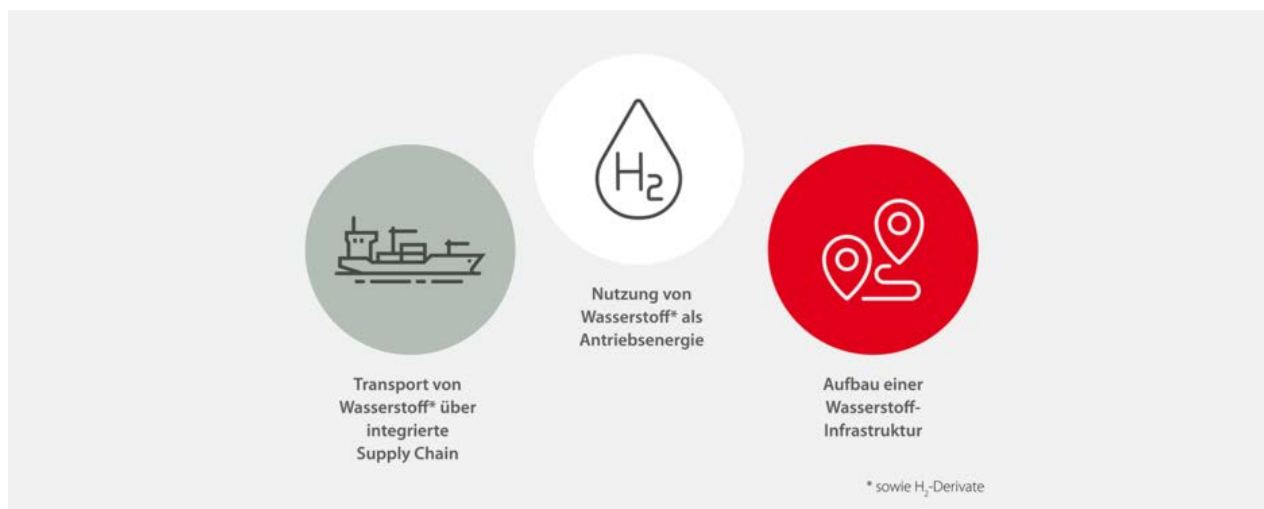 H₂
Nutzung von
Wasserstoff* als
Antriebsenergie
Transport von
Wasserstoff* über
integrierte
Supply Chain
Aufbau einer
Wasserstoff-
Infrastruktur
* sowie H₂-Derivate